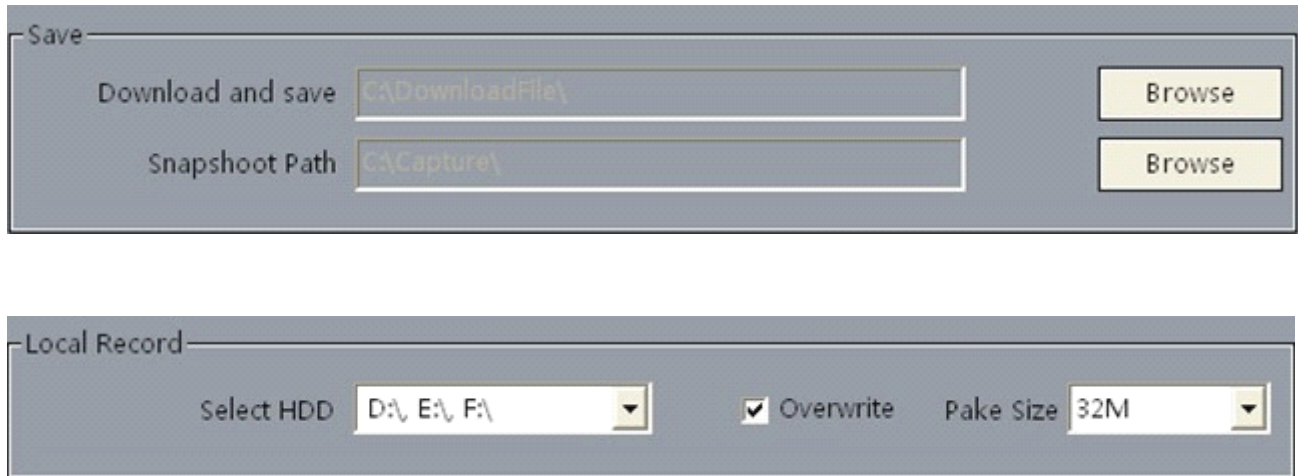 Save
Download and save C:\DownloadFile\ Browse
Snapshoot Path C:\Capture\ Browse
Local Record
Select HDD D:\, E:\, F:\ Overwrite Pake Size 32M